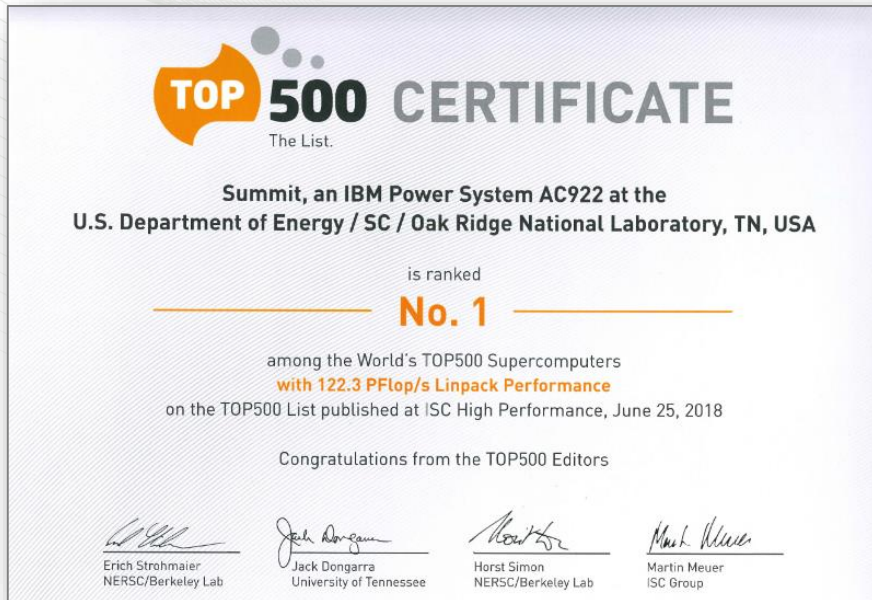 TOP 500 CERTIFICATE
The List.
Summit, an IBM Power System AC922 at the
U.S. Department of Energy / SC / Oak Ridge National Laboratory, TN, USA
is ranked
No. 1
among the World's TOP500 Supercomputers
with 122.3 PFlop/s Linpack Performance
on the TOP500 List published at ISC High Performance, June 25, 2018
Congratulations from the TOP500 Editors
Erich Strohmaier
NERSC/Berkeley Lab
Jack Dongarra
University of Tennessee
Horst Simon
NERSC/Berkeley Lab
Martin Meuer
ISC Group